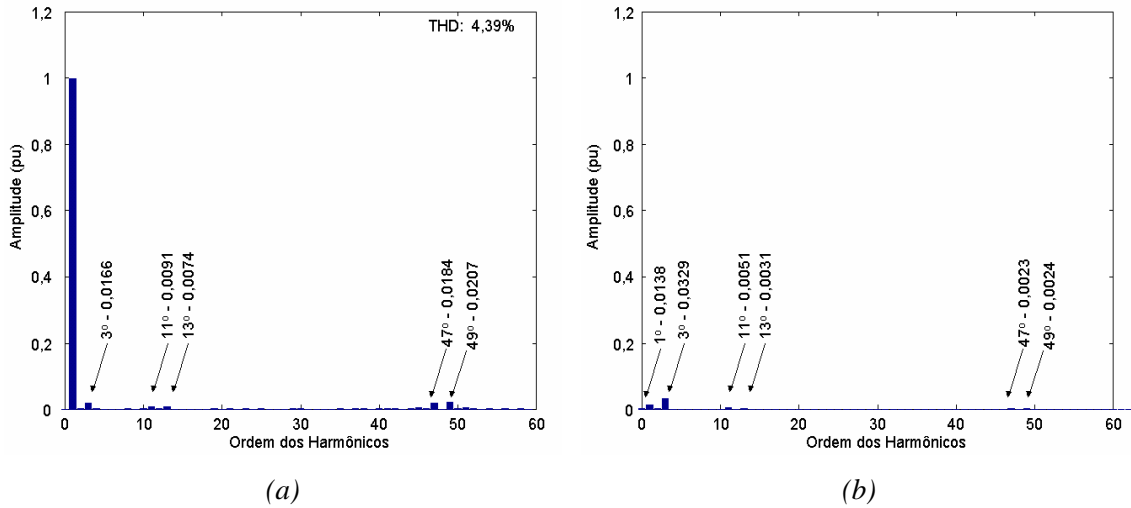 1,2
THD: 4,39%
1
0,8
0,6
0,4
0,2
0
Amplitude (pu)
3º - 0,0166
11º - 0,0091
13º - 0,0074
47º - 0,0184
49º - 0,0207
0 10 20 30 40 50 60
Ordem dos Harmônicos
(a)
1,2
1
0,8
0,6
0,4
0,2
0
Amplitude (pu)
1º - 0,0138
3º - 0,0329
11º - 0,0051
13º - 0,0031
47º - 0,0023
49º - 0,0024
0 10 20 30 40 50 60
Ordem dos Harmônicos
(b)